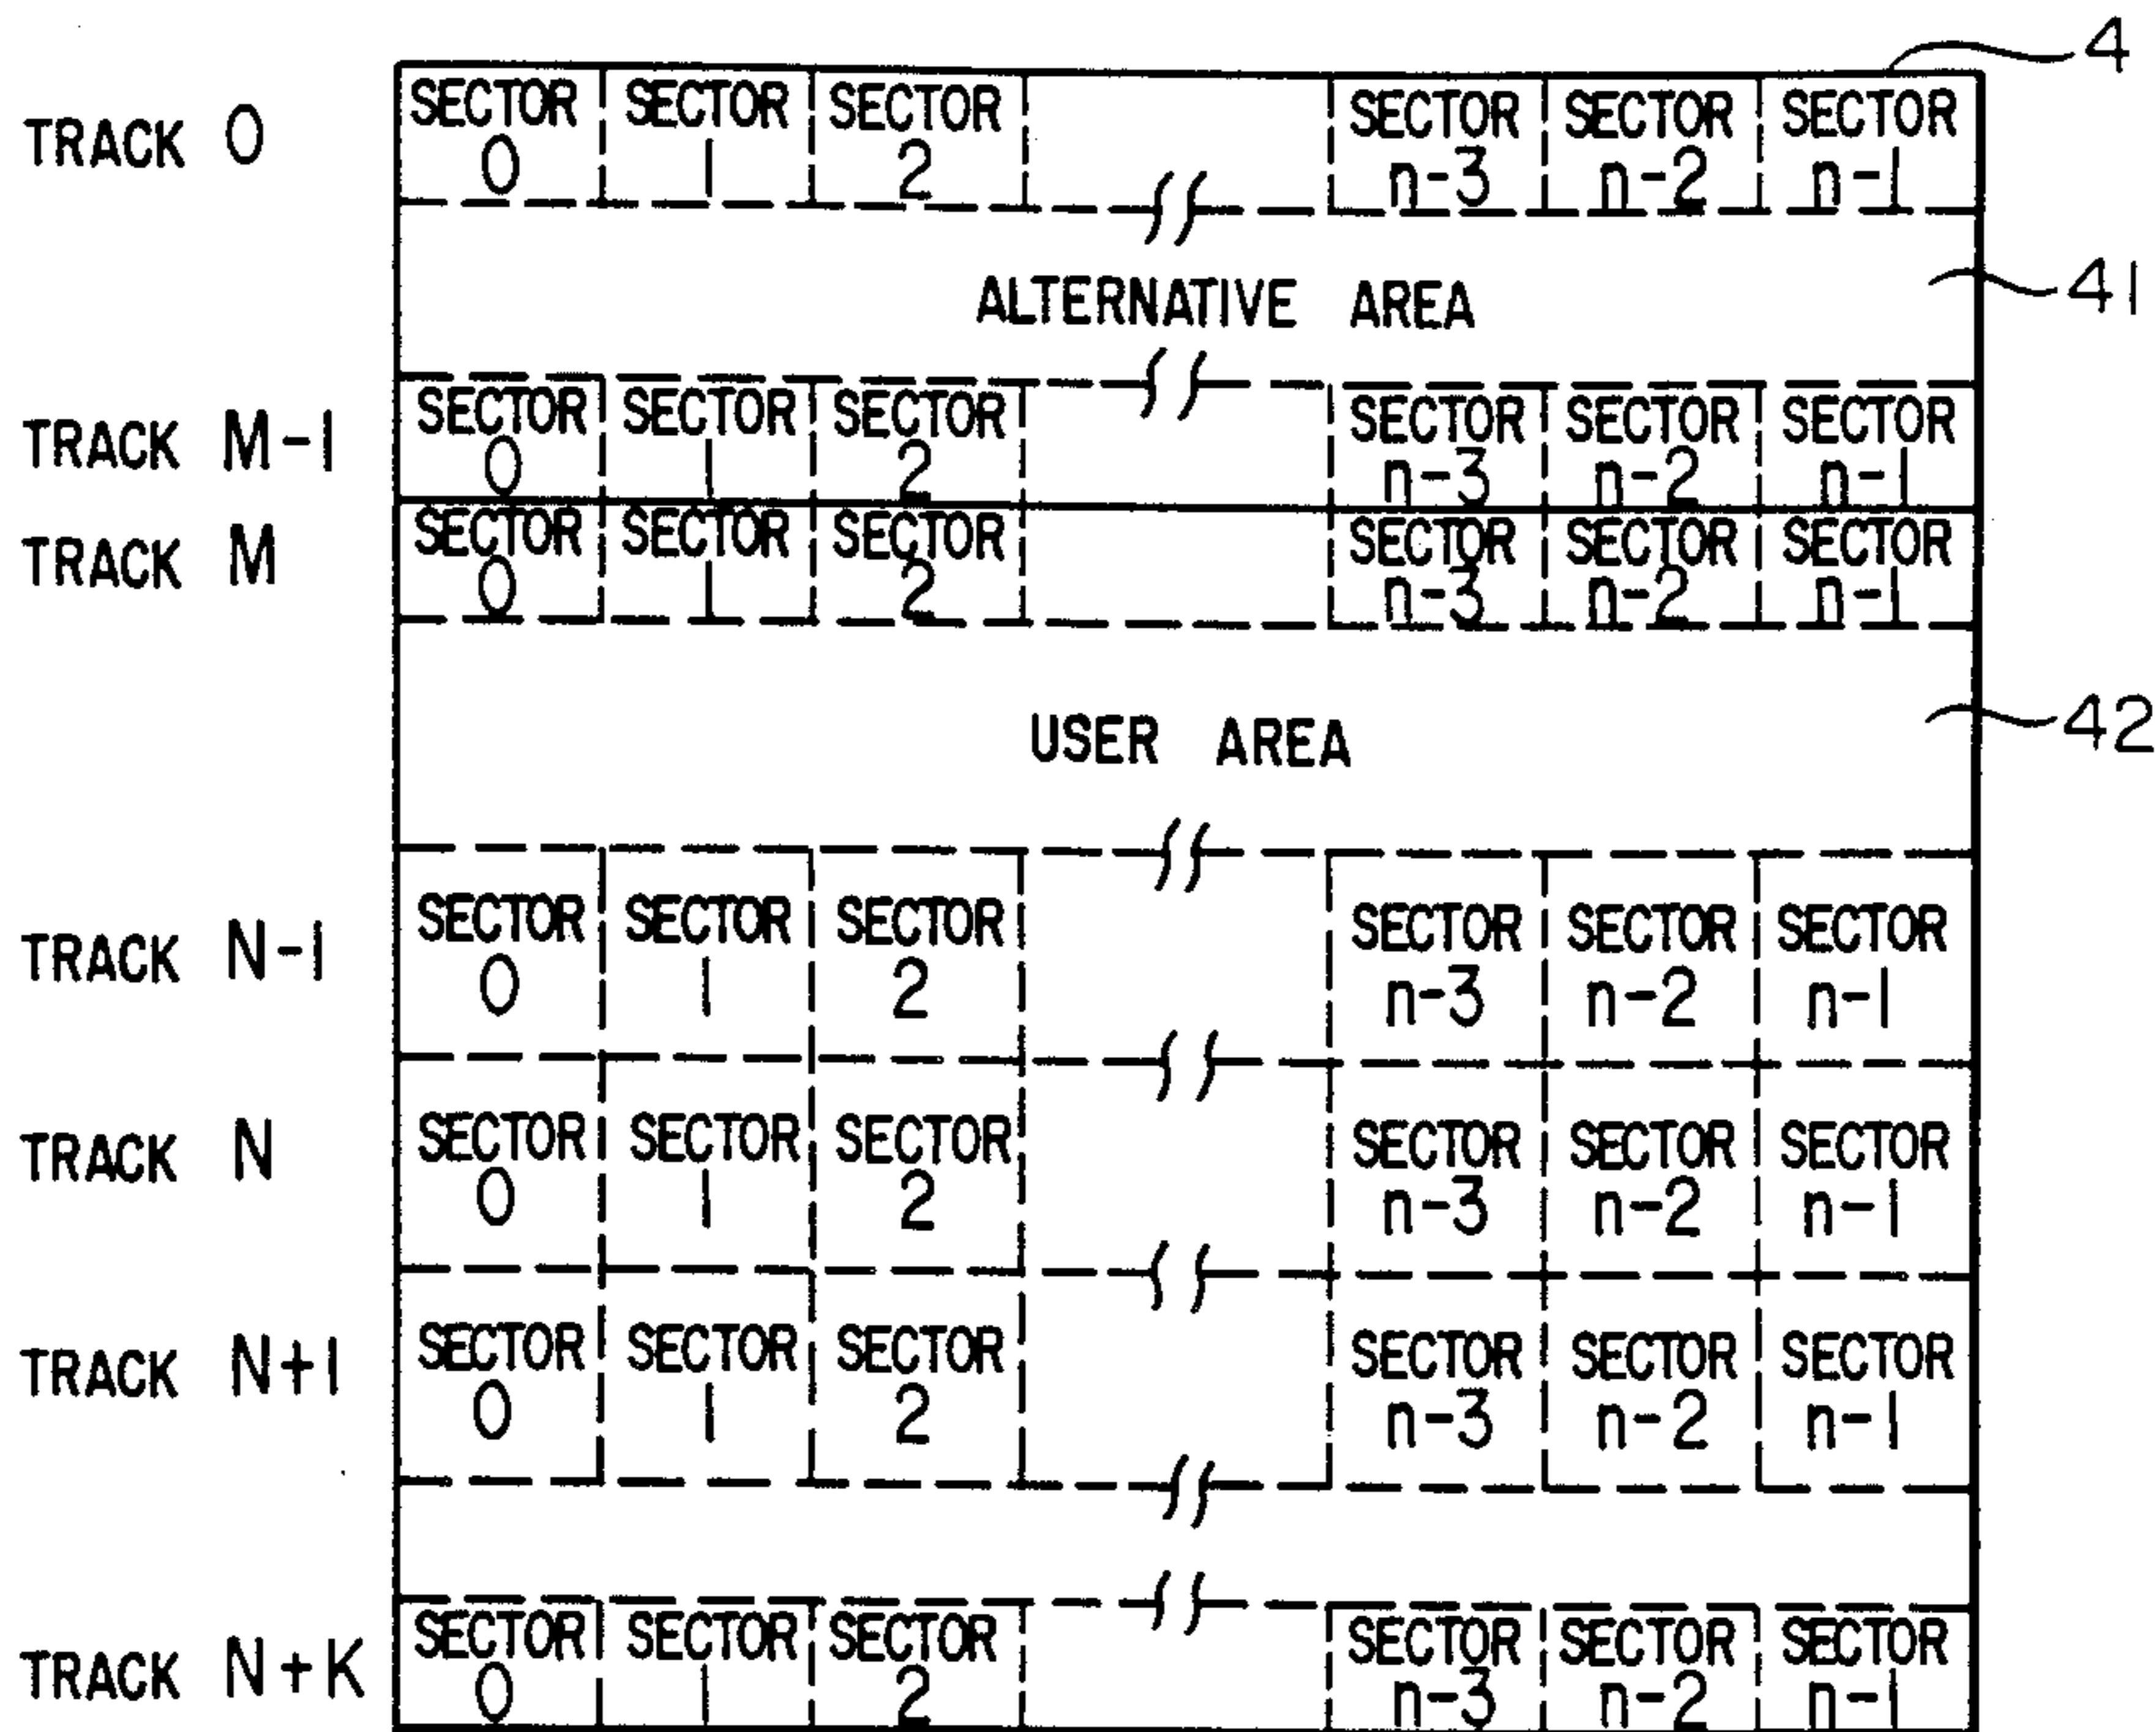 4
TRACK 0 SECTOR 0 SECTOR 1 SECTOR 2 SECTOR n-3 SECTOR n-2 SECTOR n-1
ALTERNATIVE AREA 41
TRACK M-1 SECTOR 0 SECTOR 1 SECTOR 2 SECTOR n-3 SECTOR n-2 SECTOR n-1
TRACK M SECTOR 0 SECTOR 1 SECTOR 2 SECTOR n-3 SECTOR n-2 SECTOR n-1
USER AREA 42
TRACK N-1 SECTOR 0 SECTOR 1 SECTOR 2 SECTOR n-3 SECTOR n-2 SECTOR n-1
TRACK N SECTOR 0 SECTOR 1 SECTOR 2 SECTOR n-3 SECTOR n-2 SECTOR n-1
TRACK N+1 SECTOR 0 SECTOR 1 SECTOR 2 SECTOR n-3 SECTOR n-2 SECTOR n-1
TRACK N+K SECTOR 0 SECTOR 1 SECTOR 2 SECTOR n-3 SECTOR n-2 SECTOR n-1